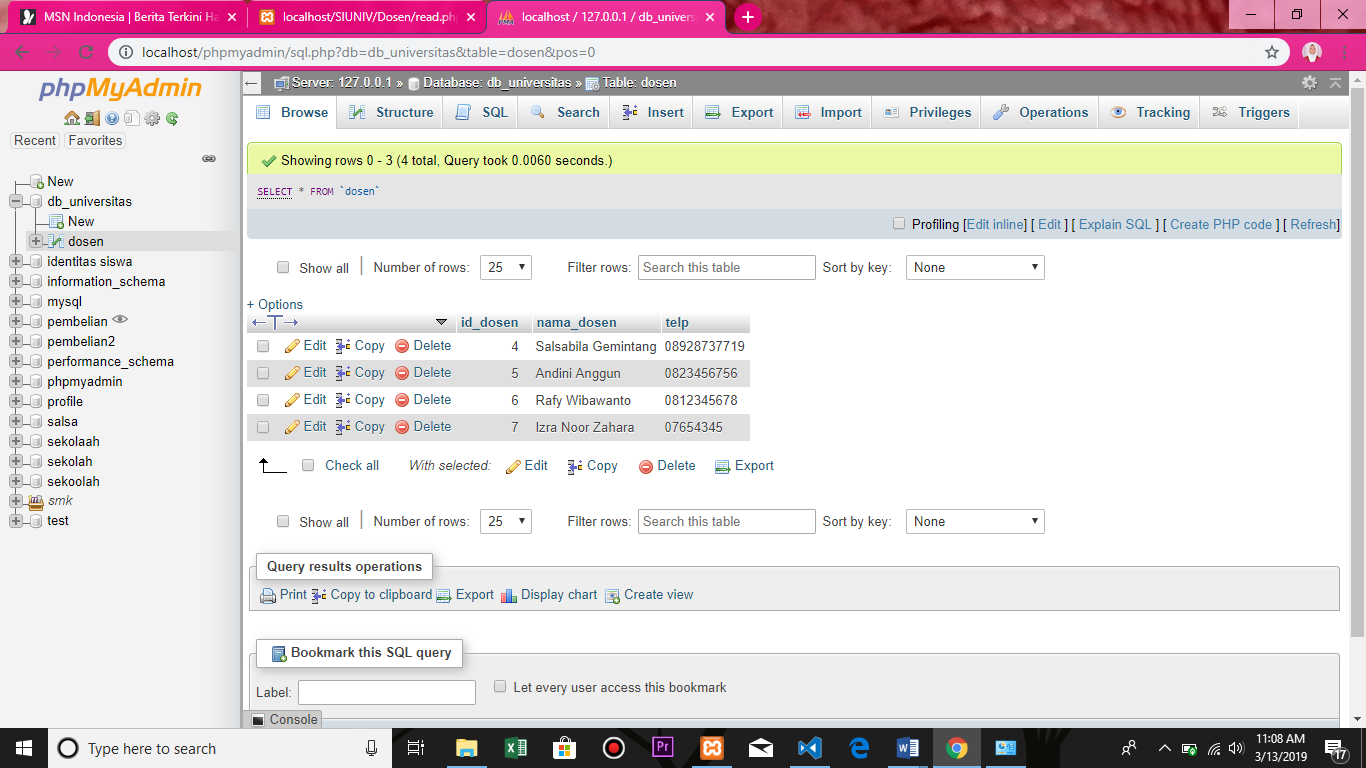 MSN Indonesia | Berita Terkini Ha
localhost/SIUNIV/Dosen/read.php
localhost / 127.0.0.1 / db_univers
localhost/phpmyadmin/sql.php?db=db_universitas&table=dosen&pos=0
phpMyAdmin
Recent Favorites
New
db_universitas
New
dosen
identitas siswa
information_schema
mysql
pembelian
pembelian2
performance_schema
phpmyadmin
profile
salsa
sekolaah
sekolah
sekoolah
smk
test
Server: 127.0.0.1 » Database: db_universitas » Table: dosen
Browse Structure SQL Search Insert Export Import Privileges Operations Tracking Triggers
Showing rows 0 - 3 (4 total, Query took 0.0060 seconds.)
SELECT * FROM `dosen`
Profiling [Edit inline] [ Edit ] [ Explain SQL ] [ Create PHP code ] [ Refresh]
Show all | Number of rows: 25 Filter rows: Search this table Sort by key: None
+ Options
←T→ id_dosen nama_dosen telp
Edit Copy Delete 4 Salsabila Gemintang 08928737719
Edit Copy Delete 5 Andini Anggun 0823456756
Edit Copy Delete 6 Rafy Wibawanto 0812345678
Edit Copy Delete 7 Izra Noor Zahara 07654345
Check all With selected: Edit Copy Delete Export
Show all | Number of rows: 25 Filter rows: Search this table Sort by key: None
Query results operations
Print Copy to clipboard Export Display chart Create view
Bookmark this SQL query
Label: Let every user access this bookmark
Console
Type here to search
Pr
11:08 AM
3/13/2019
17